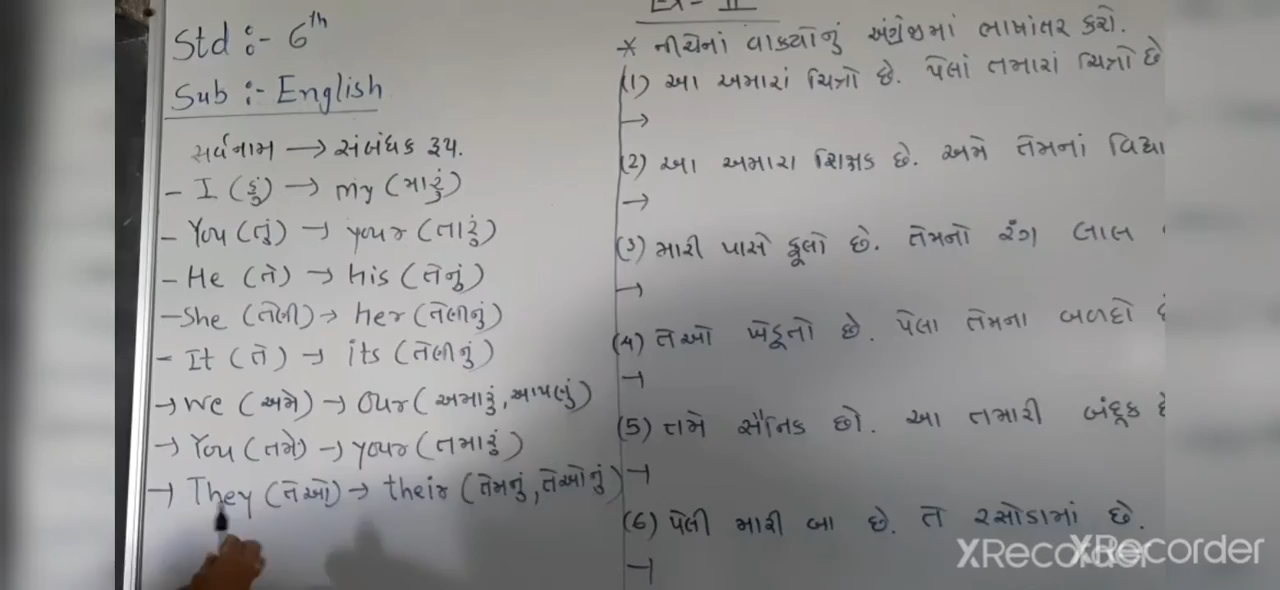 Std :- 6th
Sub :- English
સર્વનામ → સંબંધક રૂપ.
- I (હું) → my (મારું)
- You (તું) → your (તારું)
- He (તે) → his (તેનું)
- She (તેણી) → her (તેણીનું)
- It (તે) → its (તેણીનું)
→ We (અમે) → Our (અમારું, આપણું)
→ You (તમે) → your (તમારું)
→ They (તેઓ) → their (તેમનું, તેઓનું)
* નીચેનાં વાક્યોનું અંગ્રેજીમાં ભાષાંતર કરો.
(1) આ અમારાં ચિત્રો છે. પેલાં તમારાં ચિત્રો છે
→
(2) આ અમારા શિક્ષક છે. અમે તેમનાં વિદ્યા
→
(૩) મારી પાસે ફૂલો છે. તેમનો રંગ લાલ
→
(4) તેઓ ખેડૂતો છે. પેલા તેમના બળદો છે
→
(5) તમે સૈનિક છો. આ તમારી બંદૂક છે
→
(6) પેલી મારી બા છે. તે રસોડામાં છે.
→
XRecorder
XRecorder